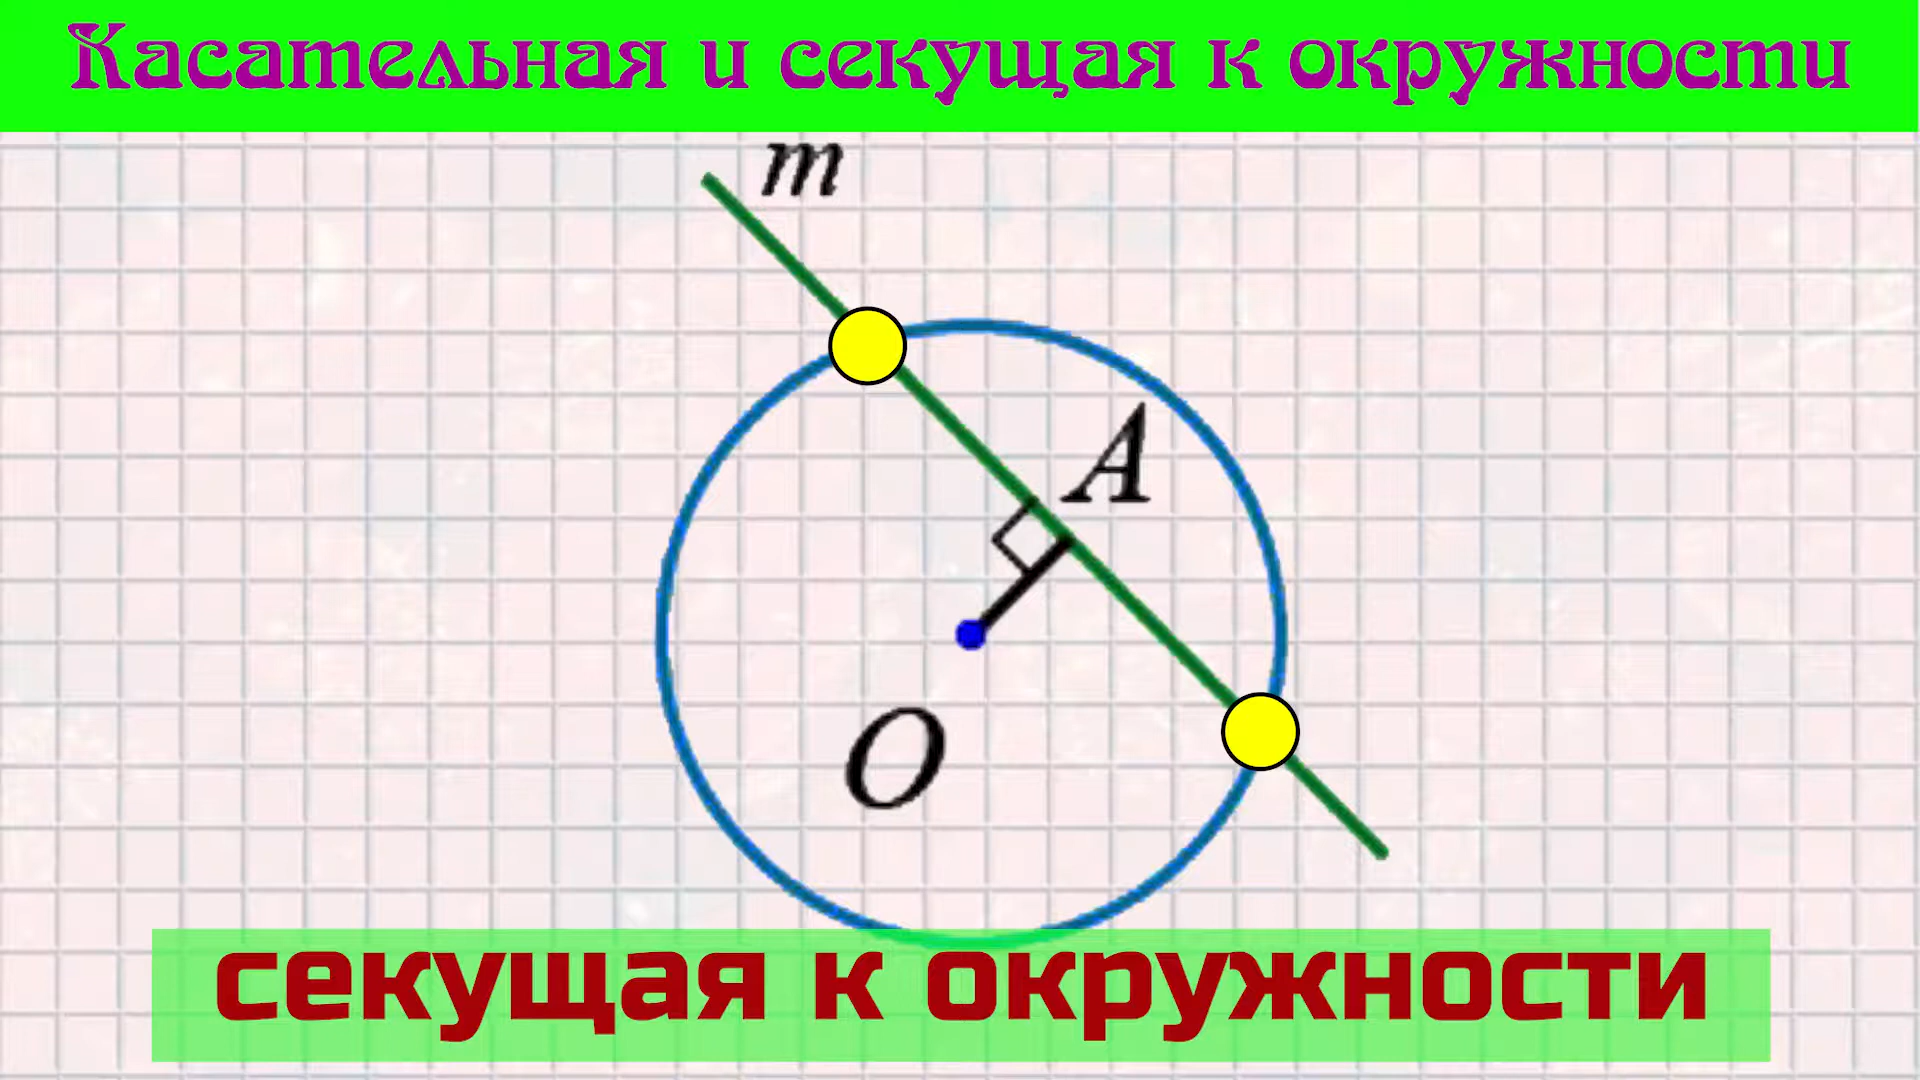 Касательная и секущая к окружности
m
A
O
секущая к окружности